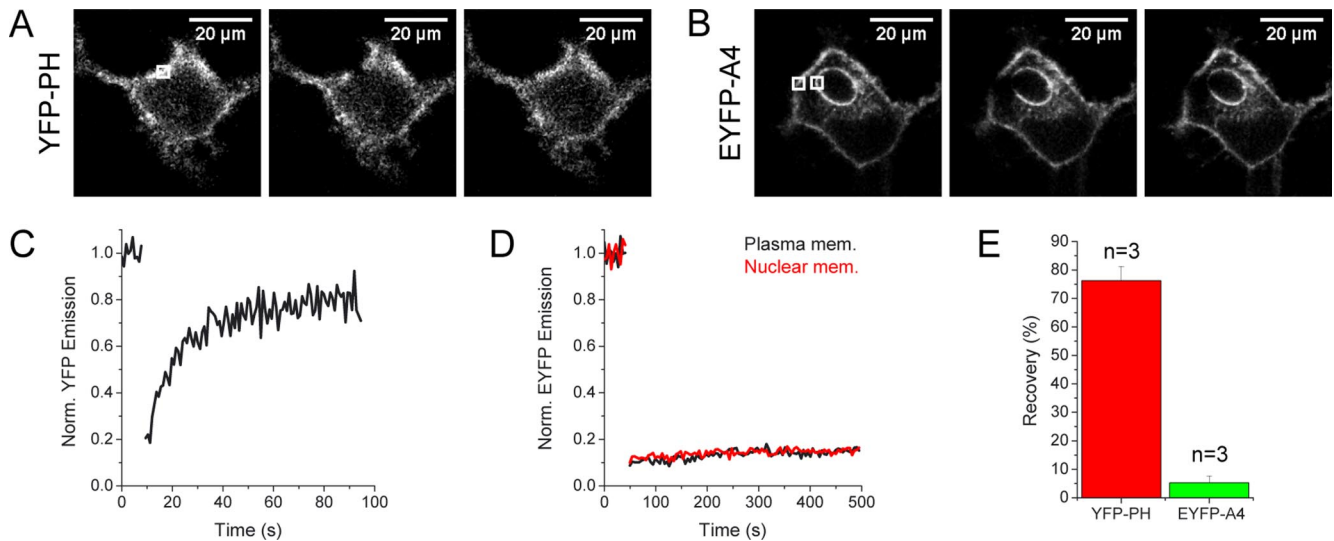 A
YFP-PH
20 µm
20 µm
20 µm
B
EYFP-A4
20 µm
20 µm
20 µm
C
Norm. YFP Emission
1.0
0.8
0.6
0.4
0.2
0.0
0 20 40 60 80 100
Time (s)
D
Norm. EYFP Emission
1.0
0.8
0.6
0.4
0.2
0.0
Plasma mem.
Nuclear mem.
0 100 200 300 400 500
Time (s)
E
Recovery (%)
90
80
70
60
50
40
30
20
10
0
n=3
n=3
YFP-PH EYFP-A4